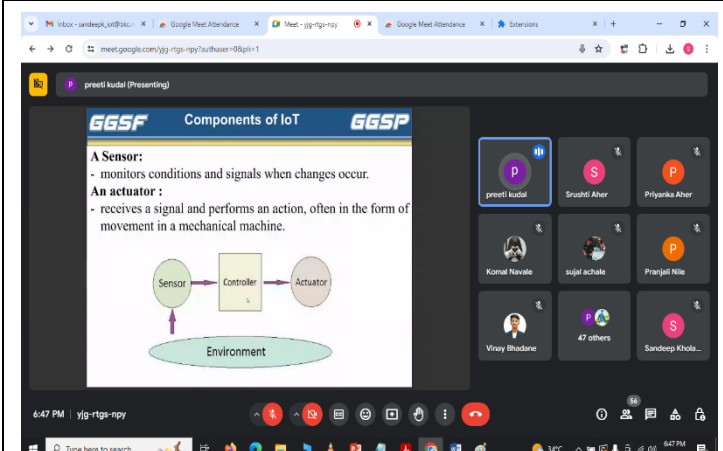 Inbox - sandeepk_iot@bkc.
Google Meet Attendance
Meet - yjg-rtgs-npy
Google Meet Attendance
Extensions
meet.google.com/yjg-rtgs-npy?authuser=0&pli=1
preeti kudal (Presenting)
GGSF Components of IoT GGSP
A Sensor:
- monitors conditions and signals when changes occur.
An actuator :
- receives a signal and performs an action, often in the form of
movement in a mechanical machine.
Sensor
Controller
Actuator
Environment
P
preeti kudal
S
Srushti Aher
P
Priyanka Aher
Komal Navale
sujal achale
P
Pranjali Nile
Vinay Bhadane
P
47 others
S
Sandeep Khola...
6:47 PM | yjg-rtgs-npy
56
Type here to search
34°C
6:47 PM